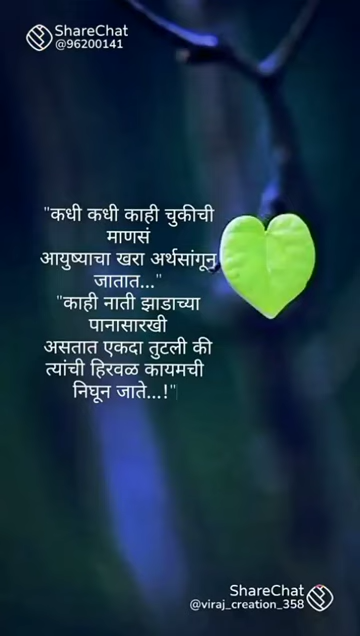 ShareChat
@96200141
"कधी कधी काही चुकीची
माणसं
आयुष्याचा खरा अर्थसांगून
जातात..."
"काही नाती झाडाच्या
पानासारखी
असतात एकदा तुटली की
त्यांची हिरवळ कायमची
निघून जाते...!"
ShareChat
@viraj_creation_358